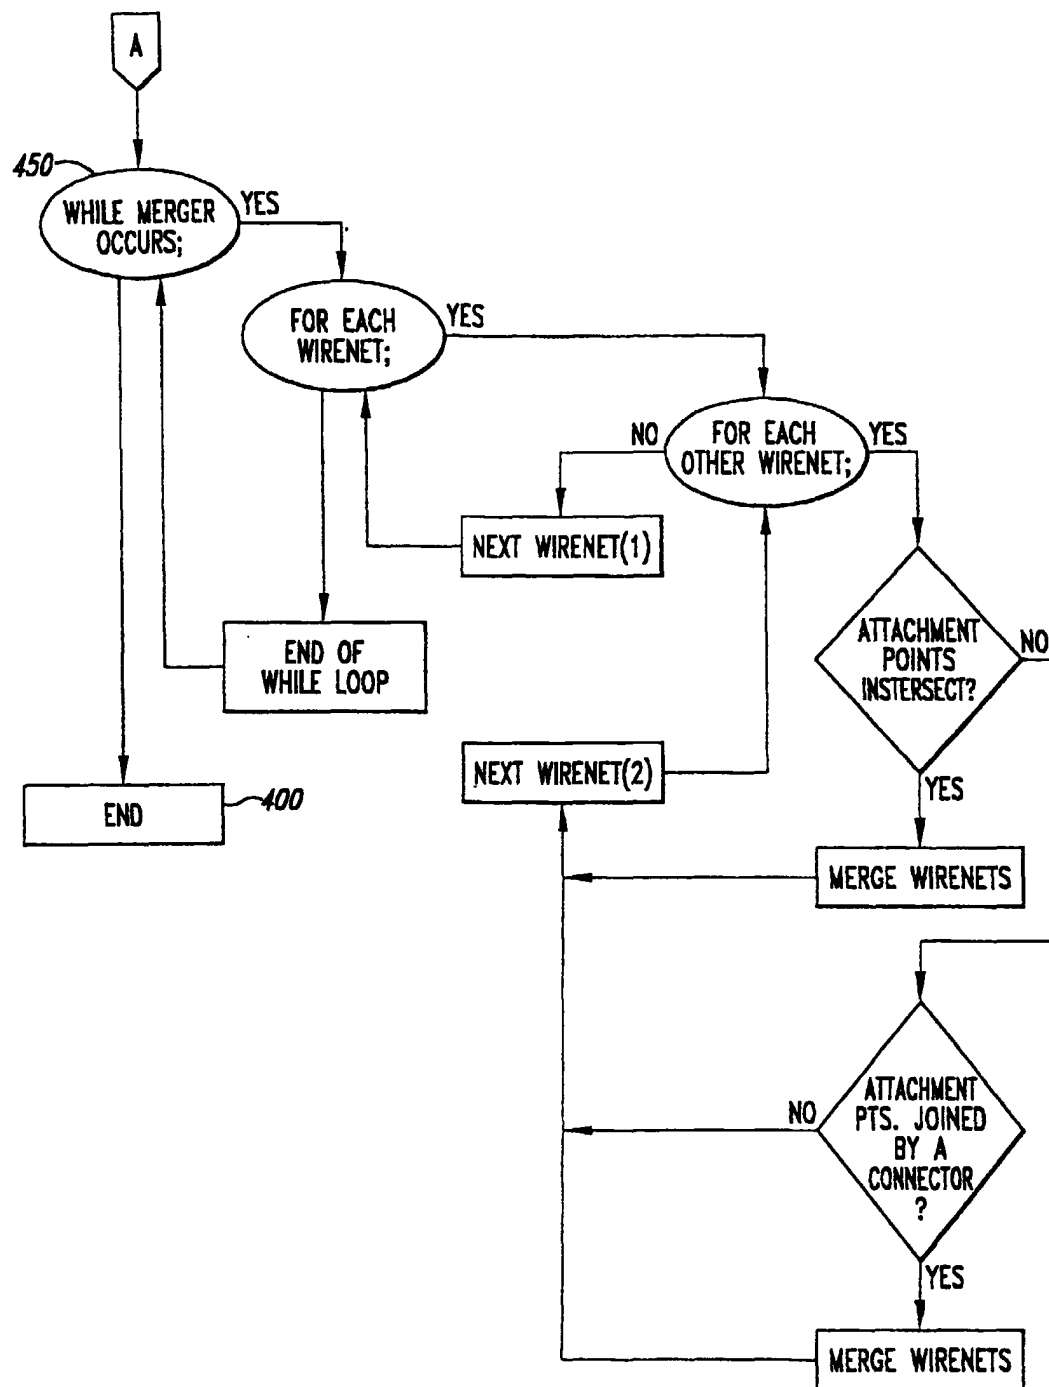 A
450
WHILE MERGER
OCCURS;
YES
FOR EACH
WIRENET;
YES
NO
FOR EACH
OTHER WIRENET;
YES
NEXT WIRENET(1)
END OF
WHILE LOOP
ATTACHMENT
POINTS
INSTERSECT?
NO
NEXT WIRENET(2)
YES
END
400
MERGE WIRENETS
ATTACHMENT
PTS. JOINED
BY A
CONNECTOR
?
NO
YES
MERGE WIRENETS